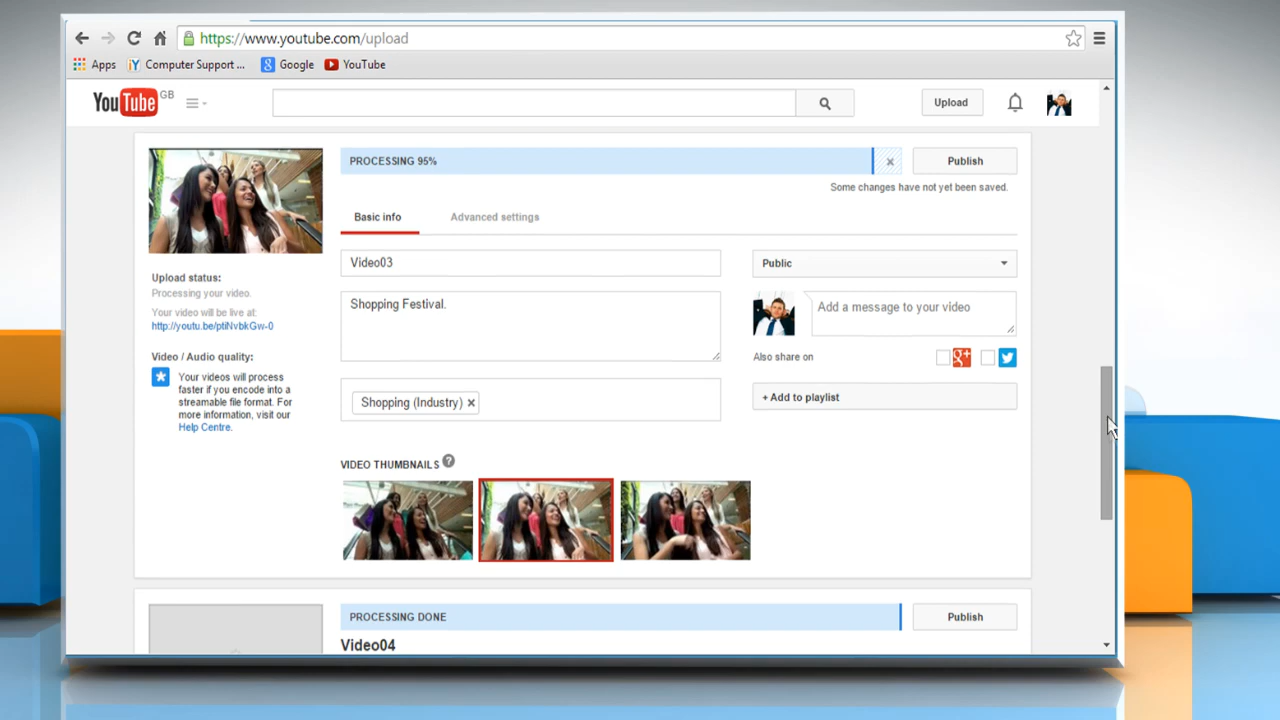 https://www.youtube.com/upload
Apps
Computer Support ...
Google
YouTube
YouTube GB
Upload
PROCESSING 95%
Publish
Some changes have not yet been saved.
Basic info
Advanced settings
Video03
Public
Upload status:
Processing your video.
Your video will be live at:
http://youtu.be/ptiNvbkGw-0
Shopping Festival.
Add a message to your video
Also share on
Video / Audio quality:
Your videos will process
faster if you encode into a
streamable file format. For
more information, visit our
Help Centre.
Shopping (Industry)
+ Add to playlist
VIDEO THUMBNAILS
PROCESSING DONE
Publish
Video04